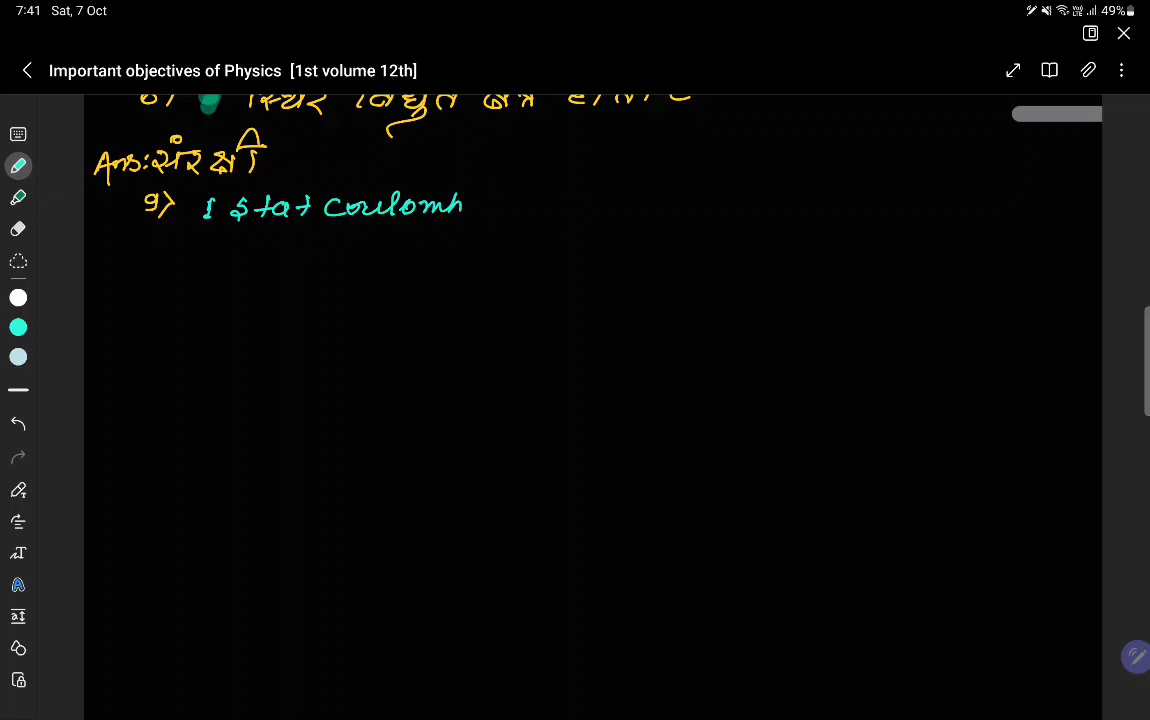 7:41 Sat, 7 Oct 49%
Important objectives of Physics [1st volume 12th]
8) स्थिर विद्युत क्षेत्र
Ans: संरक्षी
9) 1 stat coulomb